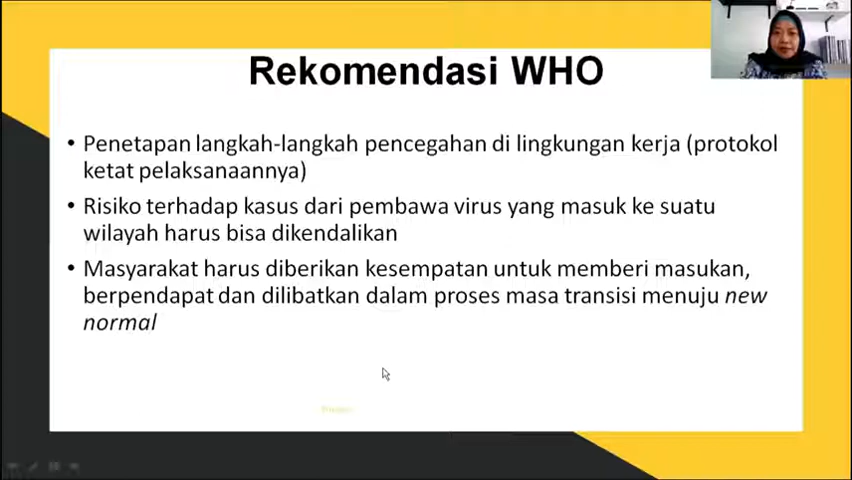 Rekomendasi WHO
• Penetapan langkah-langkah pencegahan di lingkungan kerja (protokol
ketat pelaksanaannya)
• Risiko terhadap kasus dari pembawa virus yang masuk ke suatu
wilayah harus bisa dikendalikan
• Masyarakat harus diberikan kesempatan untuk memberi masukan,
berpendapat dan dilibatkan dalam proses masa transisi menuju new
normal